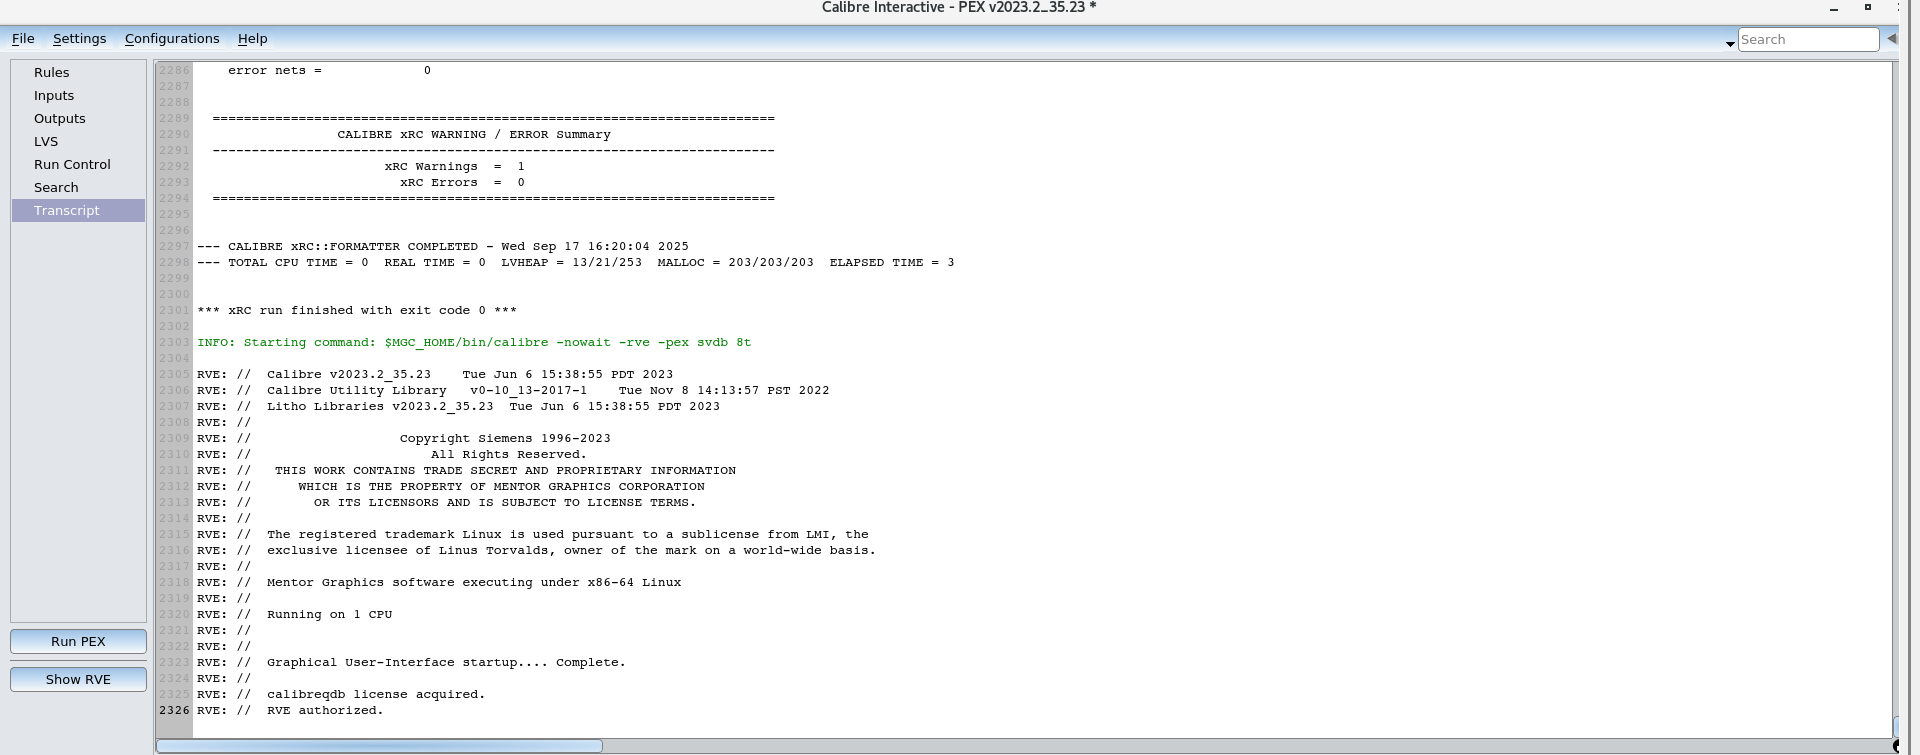 Calibre Interactive - PEX v2023.2_35.23 *
File Settings Configurations Help
Search
Rules
Inputs
Outputs
LVS
Run Control
Search
Transcript
Run PEX
Show RVE
2286 error nets = 0
2287
2288
2289 ========================================================================
2290 CALIBRE xRC WARNING / ERROR Summary
2291 ------------------------------------------------------------------------
2292 xRC Warnings = 1
2293 xRC Errors = 0
2294 ========================================================================
2295
2296
2297 --- CALIBRE xRC::FORMATTER COMPLETED - Wed Sep 17 16:20:04 2025
2298 --- TOTAL CPU TIME = 0 REAL TIME = 0 LVHEAP = 13/21/253 MALLOC = 203/203/203 ELAPSED TIME = 3
2299
2300
2301 *** xRC run finished with exit code 0 ***
2302
2303 INFO: Starting command: $MGC_HOME/bin/calibre -nowait -rve -pex svdb 8t
2304
2305 RVE: // Calibre v2023.2_35.23 Tue Jun 6 15:38:55 PDT 2023
2306 RVE: // Calibre Utility Library v0-10_13-2017-1 Tue Nov 8 14:13:57 PST 2022
2307 RVE: // Litho Libraries v2023.2_35.23 Tue Jun 6 15:38:55 PDT 2023
2308 RVE: //
2309 RVE: // Copyright Siemens 1996-2023
2310 RVE: // All Rights Reserved.
2311 RVE: // THIS WORK CONTAINS TRADE SECRET AND PROPRIETARY INFORMATION
2312 RVE: // WHICH IS THE PROPERTY OF MENTOR GRAPHICS CORPORATION
2313 RVE: // OR ITS LICENSORS AND IS SUBJECT TO LICENSE TERMS.
2314 RVE: //
2315 RVE: // The registered trademark Linux is used pursuant to a sublicense from LMI, the
2316 RVE: // exclusive licensee of Linus Torvalds, owner of the mark on a world-wide basis.
2317 RVE: //
2318 RVE: // Mentor Graphics software executing under x86-64 Linux
2319 RVE: //
2320 RVE: // Running on 1 CPU
2321 RVE: //
2322 RVE: //
2323 RVE: // Graphical User-Interface startup.... Complete.
2324 RVE: //
2325 RVE: // calibreqdb license acquired.
2326 RVE: // RVE authorized.